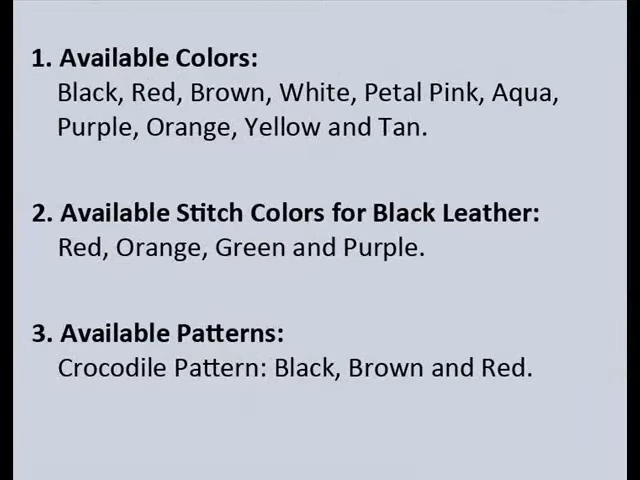 1. Available Colors:
Black, Red, Brown, White, Petal Pink, Aqua,
Purple, Orange, Yellow and Tan.
2. Available Stitch Colors for Black Leather:
Red, Orange, Green and Purple.
3. Available Patterns:
Crocodile Pattern: Black, Brown and Red.